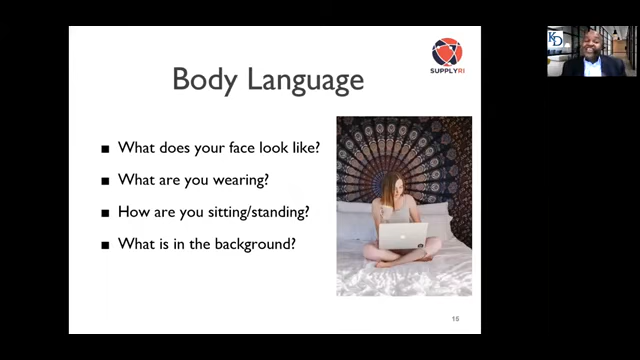 Body Language
SUPPLYRI
■ What does your face look like?
■ What are you wearing?
■ How are you sitting/standing?
■ What is in the background?
15
KD